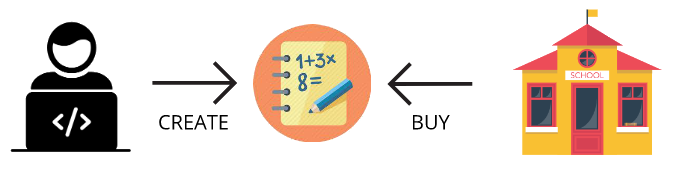 </>
CREATE
1+3×
8=
BUY
SCHOOL